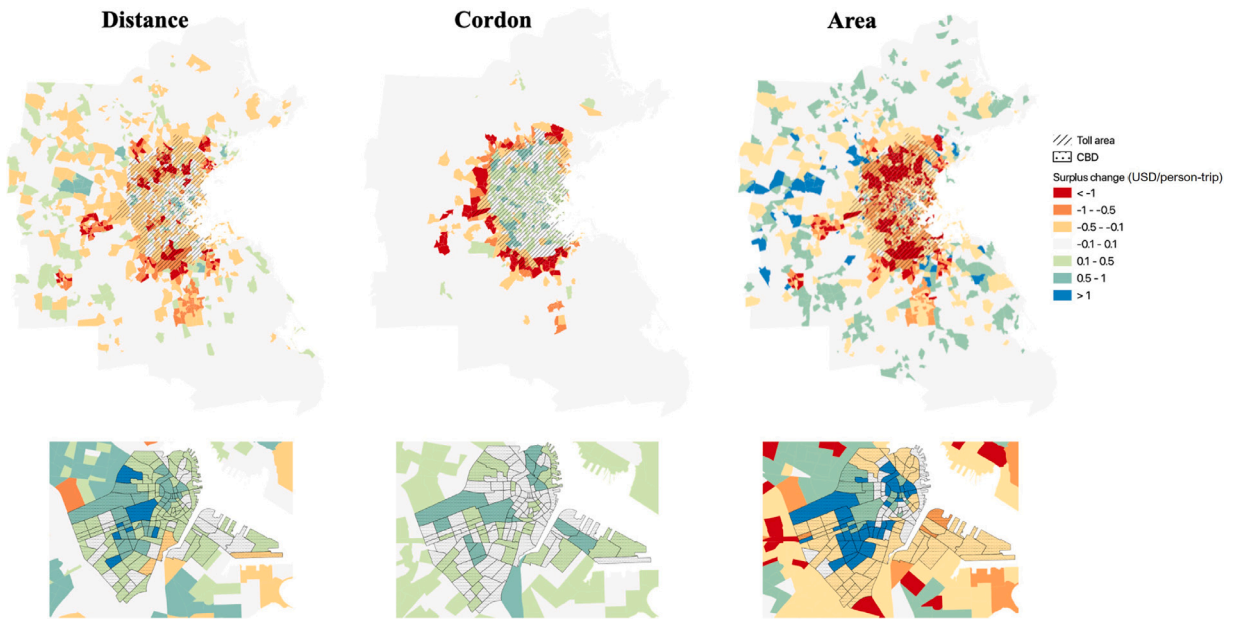 Distance
Cordon
Area
Toll area
CBD
Surplus change (USD/person-trip)
< -1
-1 - -0.5
-0.5 - -0.1
-0.1 - 0.1
0.1 - 0.5
0.5 - 1
> 1